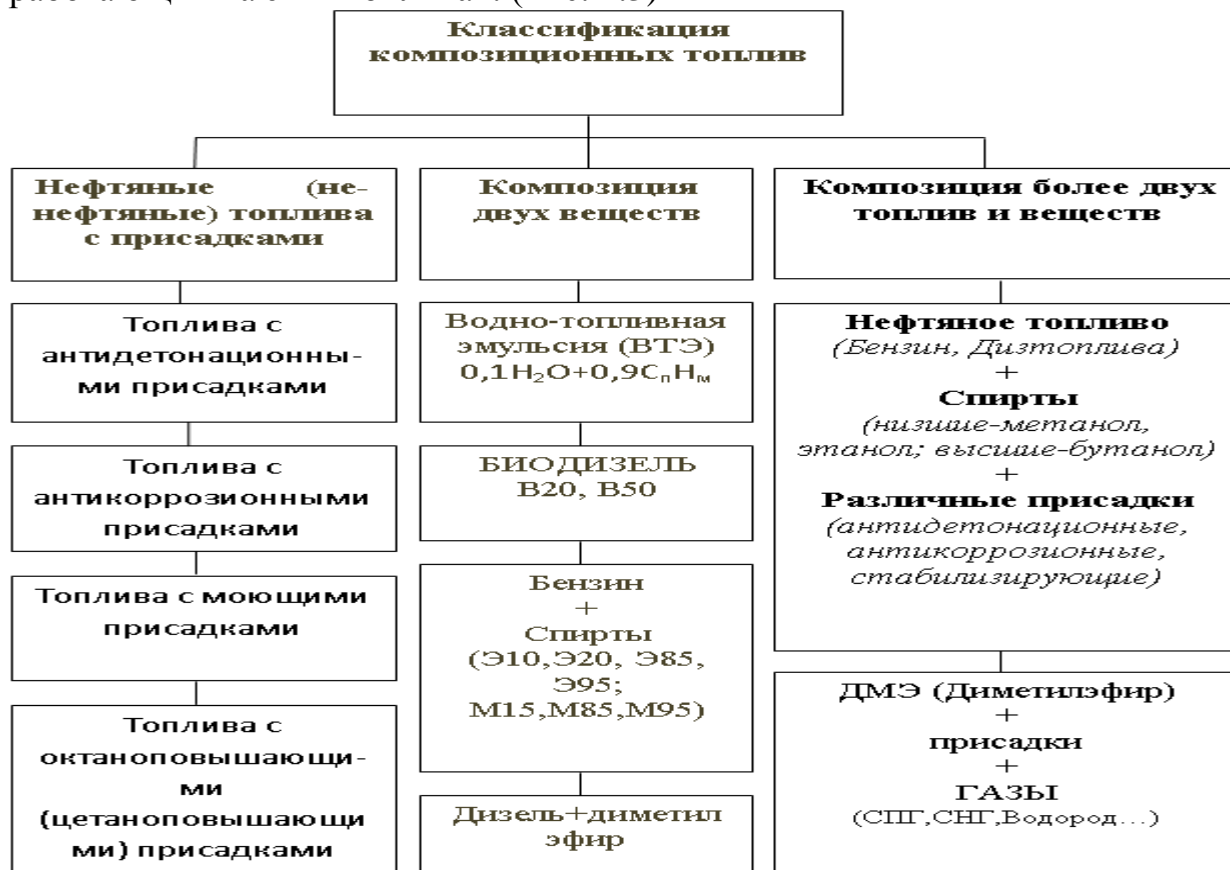 Классификация
композиционных топлив
Нефтяные (не-
нефтяные) топлива
с присадками
Топлива с
антидетонационны-
ми присадками
Топлива с
антикоррозионными
присадками
Топлива с моющими
присадками
Топлива с
октаноповышающи-
ми
(цетаноповышающи
ми) присадками
Композиция
двух веществ
Водно-топливная
эмульсия (ВТЭ)
0,1H₂O+0,9CₙHₘ
БИОДИЗЕЛЬ
B20, B50
Бензин
+
Спирты
(Э10,Э20, Э85,
Э95;
М15,М85,М95)
Дизель+диметил
эфир
Композиция более двух
топлив и веществ
Нефтяное топливо
(Бензин, Дизтоплива)
+
Спирты
(низшие-метанол,
этанол; высшие-бутанол)
+
Различные присадки
(антидетонационные,
антикоррозионные,
стабилизирующие)
ДМЭ (Диметилэфир)
+
присадки
+
ГАЗЫ
(СПГ,СНГ,Водород...)